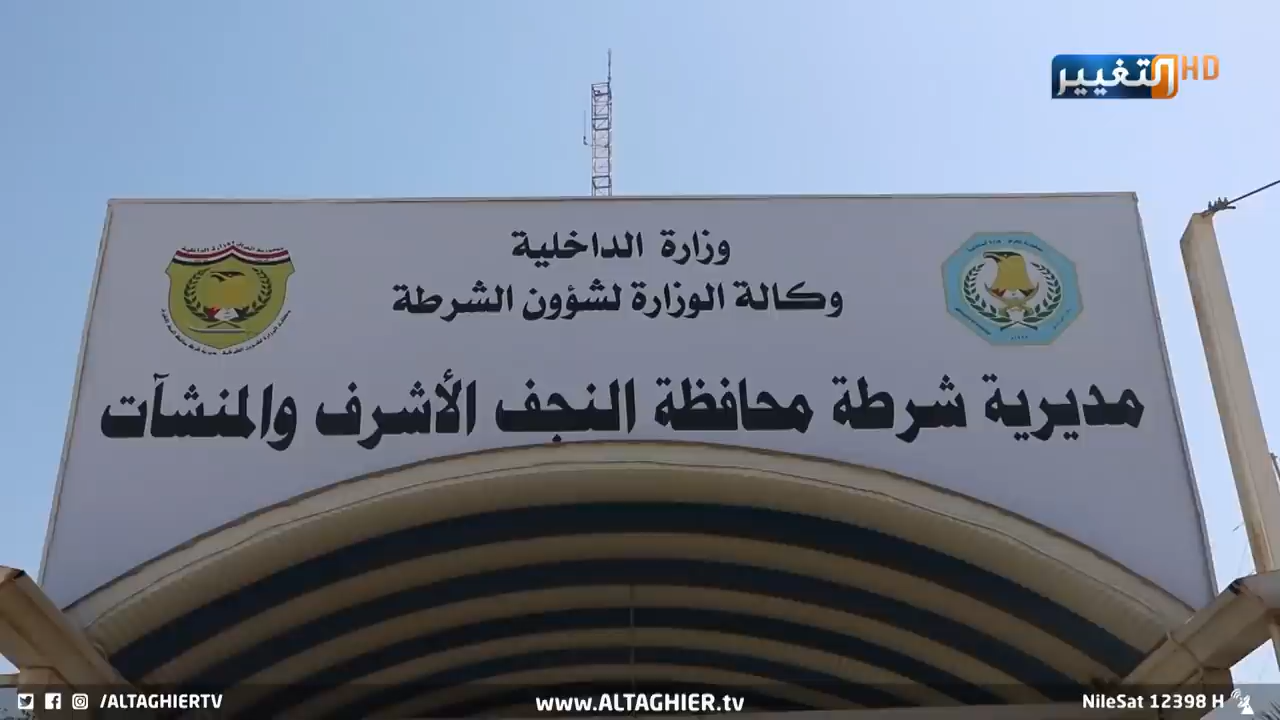 التغيير HD
وزارة الداخلية
وكالة الوزارة لشؤون الشرطة
مديرية شرطة محافظة النجف الأشرف والمنشآت
/ALTAGHIERTV
www.ALTAGHIER.tv
NileSat 12398 H